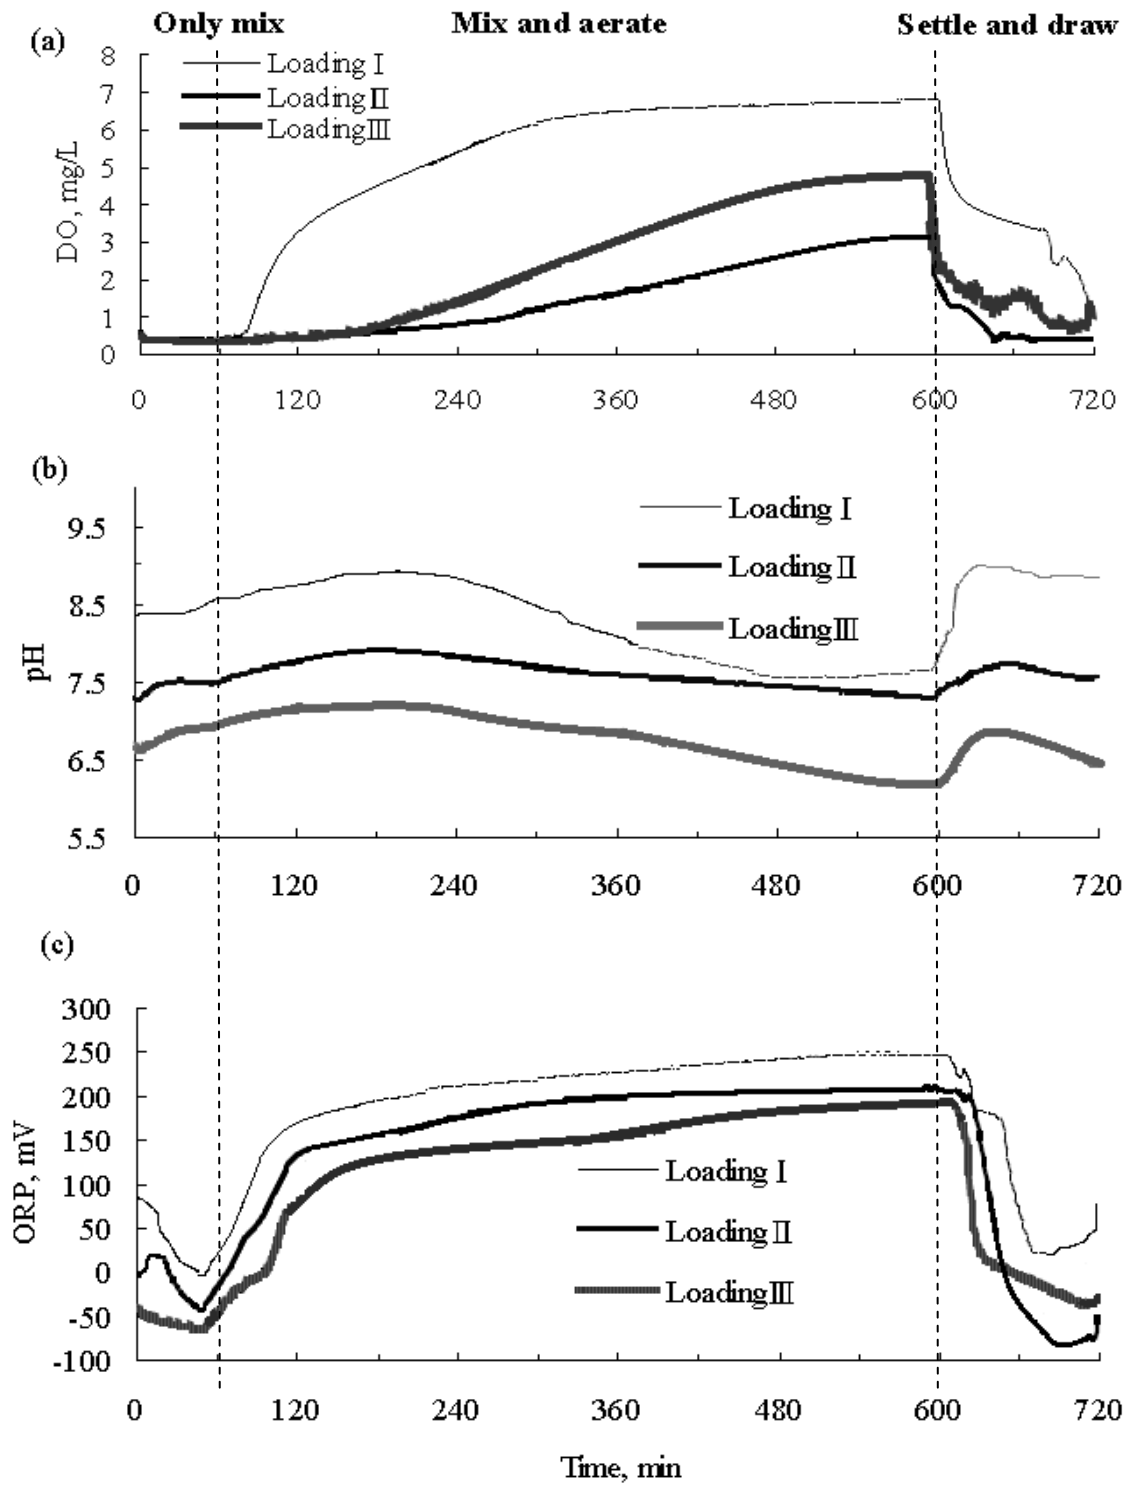 Only mix Mix and aerate Settle and draw
(a)
8
7
6
5
4
3
2
1
0
DO, mg/L
Loading I
Loading II
Loading III
0 120 240 360 480 600 720
(b)
9.5
8.5
7.5
6.5
5.5
pH
Loading I
Loading II
Loading III
0 120 240 360 480 600 720
(c)
300
250
200
150
100
50
0
-50
-100
ORP, mV
Loading I
Loading II
Loading III
0 120 240 360 480 600 720
Time, min